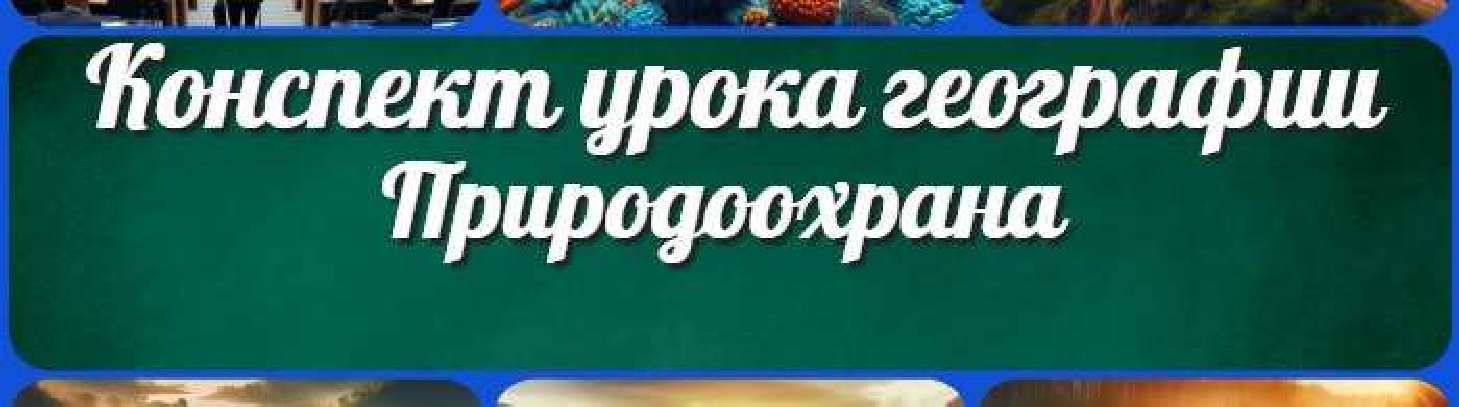 Конспект урока географии
Природоохрана